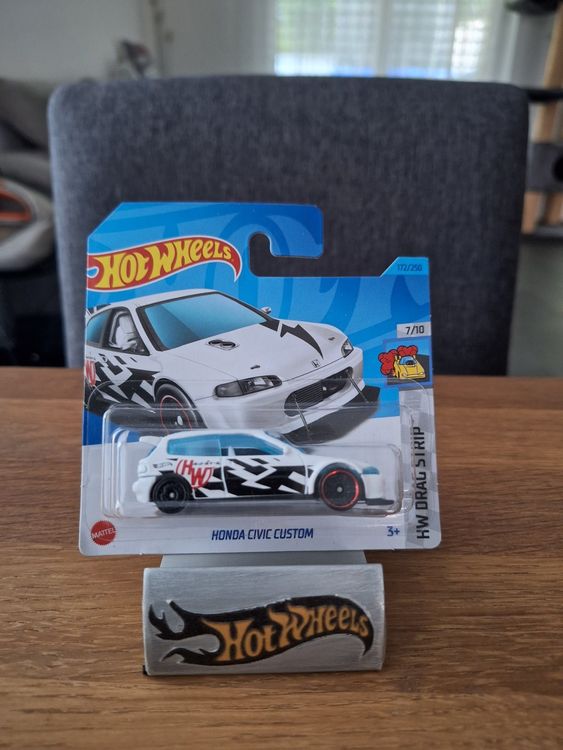 HOT WHEELS
172/250
7/10
HW DRAG STRIP
HW
MATTEL
HONDA CIVIC CUSTOM
3+
HOT WHEELS